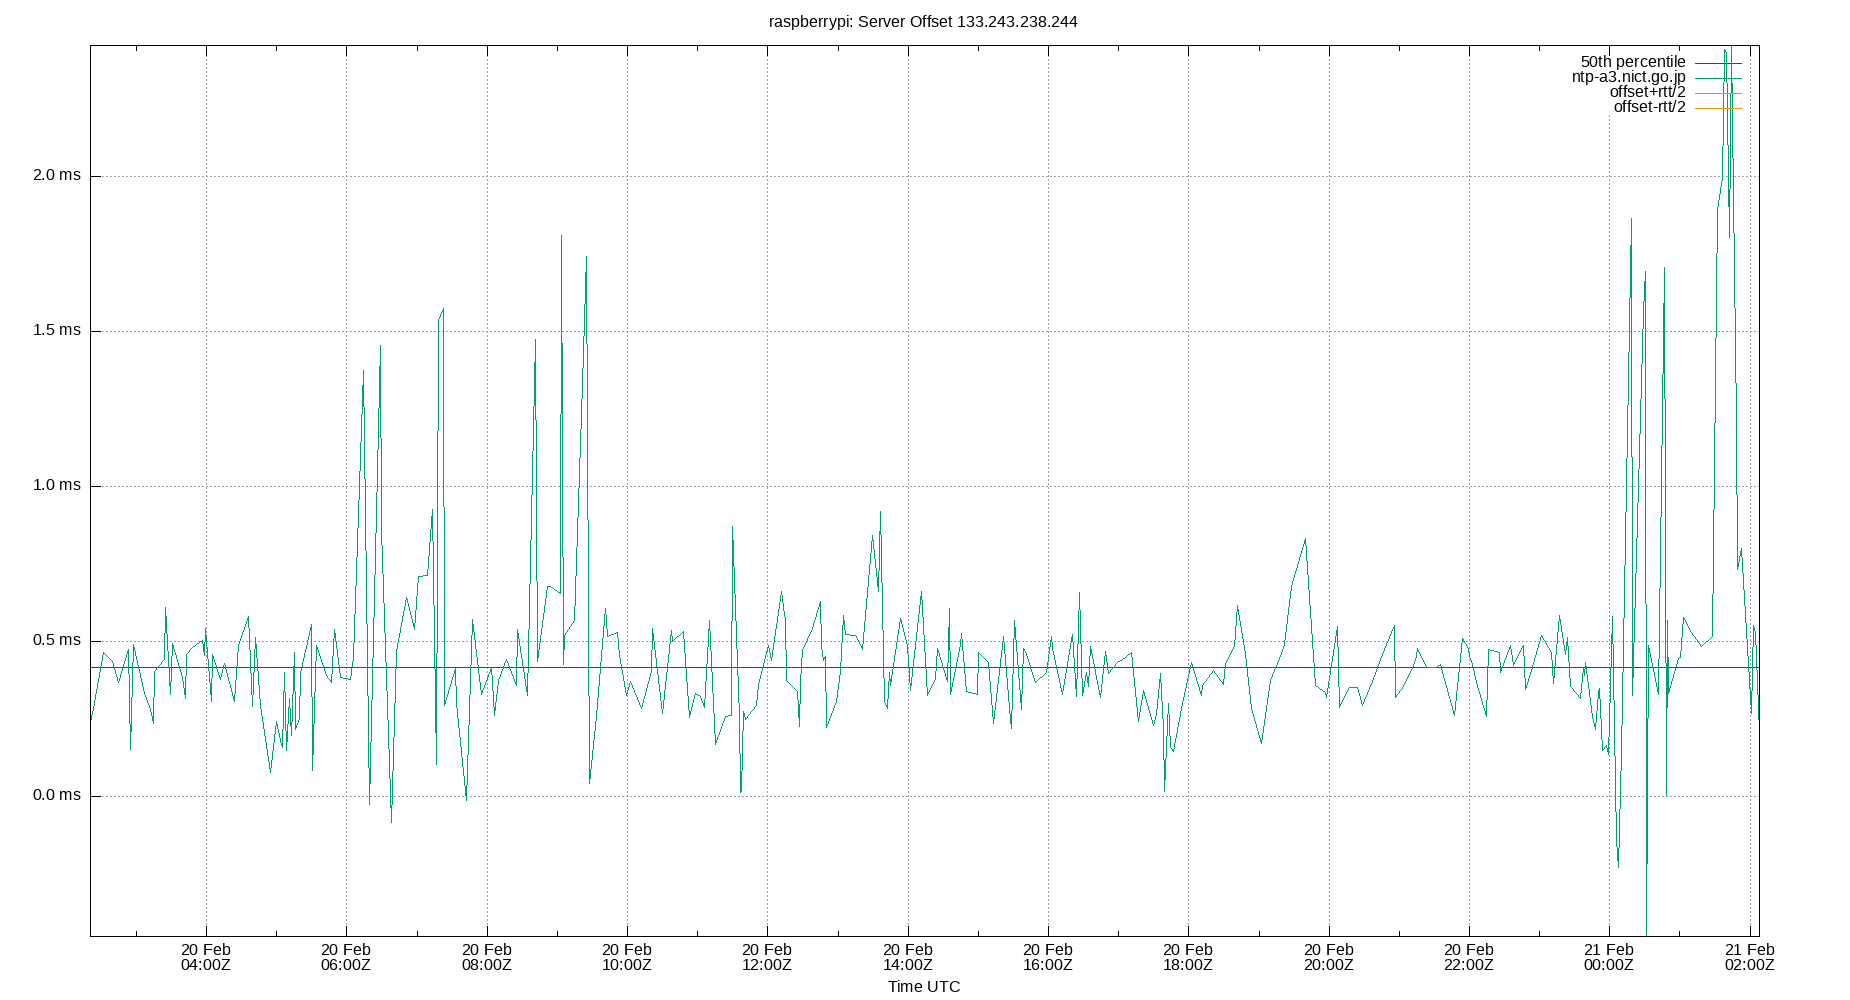 raspberrypi: Server Offset 133.243.238.244
50th percentile
ntp-a3.nict.go.jp
offset+rtt/2
offset-rtt/2
2.0 ms
1.5 ms
1.0 ms
0.5 ms
0.0 ms
20 Feb 20 Feb 20 Feb 20 Feb 20 Feb 20 Feb 20 Feb 20 Feb 20 Feb 20 Feb 21 Feb 21 Feb
04:00Z 06:00Z 08:00Z 10:00Z 12:00Z 14:00Z 16:00Z 18:00Z 20:00Z 22:00Z 00:00Z 02:00Z
Time UTC